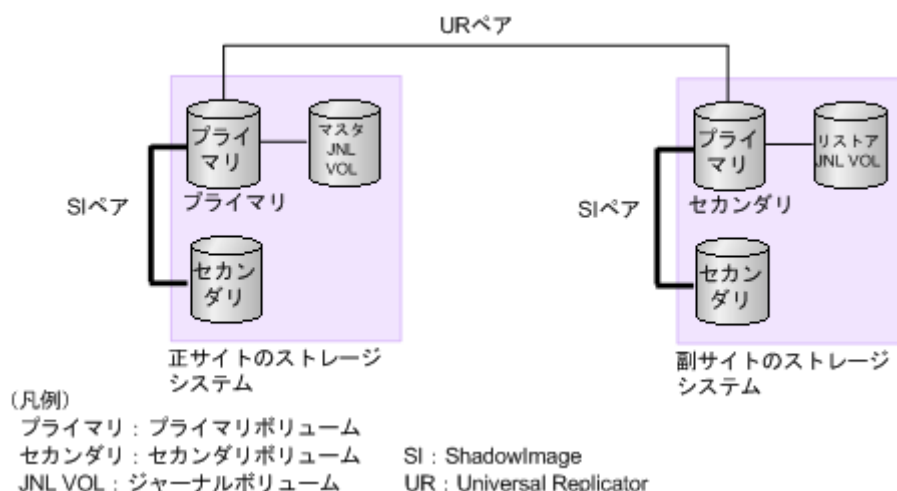 URペア
プライ
マリ
マスタ
JNL
VOL
プライマリ
SIペア
セカン
ダリ
正サイトのストレージ
システム
プライ
マリ
リストア
JNL VOL
セカンダリ
SIペア
セカン
ダリ
副サイトのストレージ
システム
(凡例)
プライマリ:プライマリボリューム
セカンダリ:セカンダリボリューム SI:ShadowImage
JNL VOL:ジャーナルボリューム UR:Universal Replicator